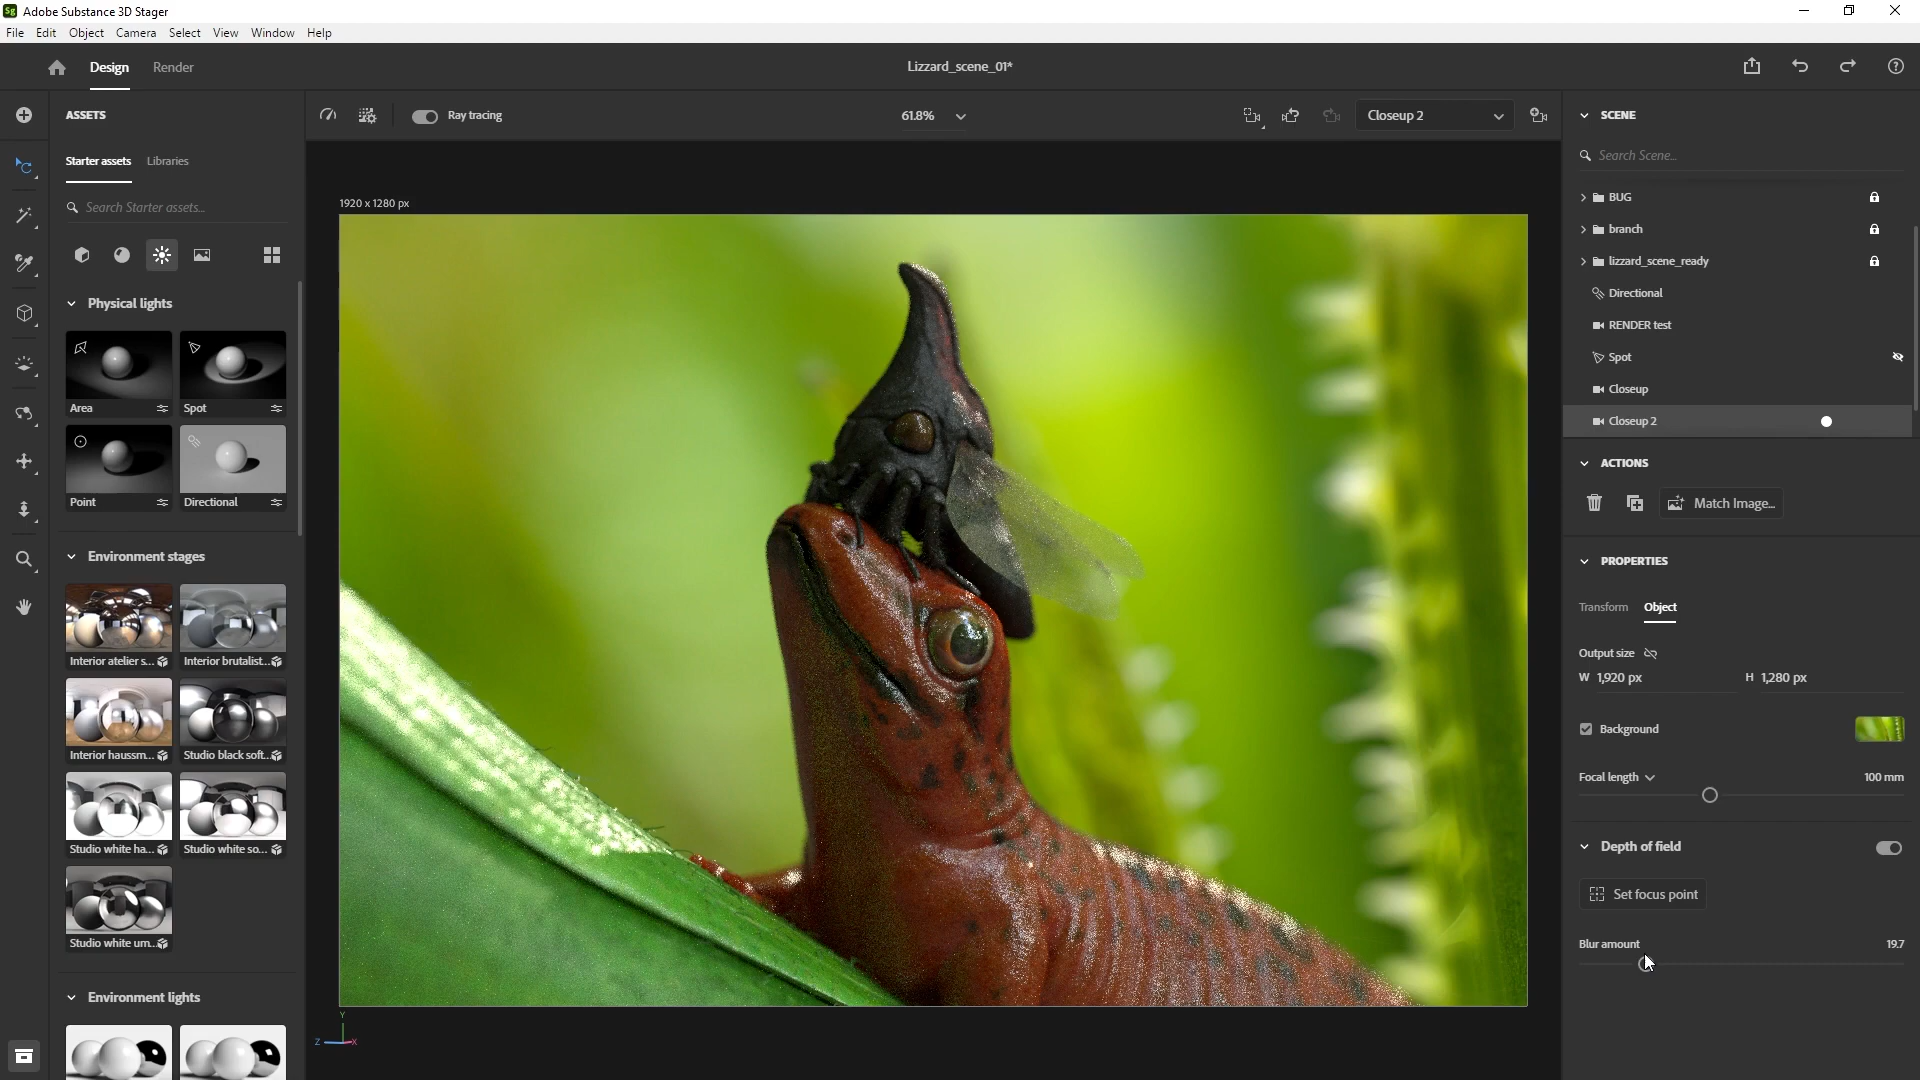 Sg Adobe Substance 3D Stager
File Edit Object Camera Select View Window Help
Design Render
Lizzard_scene_01*
ASSETS
Starter assets Libraries
Search Starter assets...
Physical lights
Area Spot
Point Directional
Environment stages
Interior atelier s... Interior brutalist...
Interior haussm... Studio black soft...
Studio white ha... Studio white so...
Studio white um...
Environment lights
Ray tracing
61.8%
Closeup 2
1920 x 1280 px
Y
Z X
SCENE
Search Scene...
BUG
branch
lizzard_scene_ready
Directional
RENDER test
Spot
Closeup
Closeup 2
ACTIONS
Match Image...
PROPERTIES
Transform Object
Output size
W 1,920 px H 1,280 px
Background
Focal length 100 mm
Depth of field
Set focus point
Blur amount 19.7